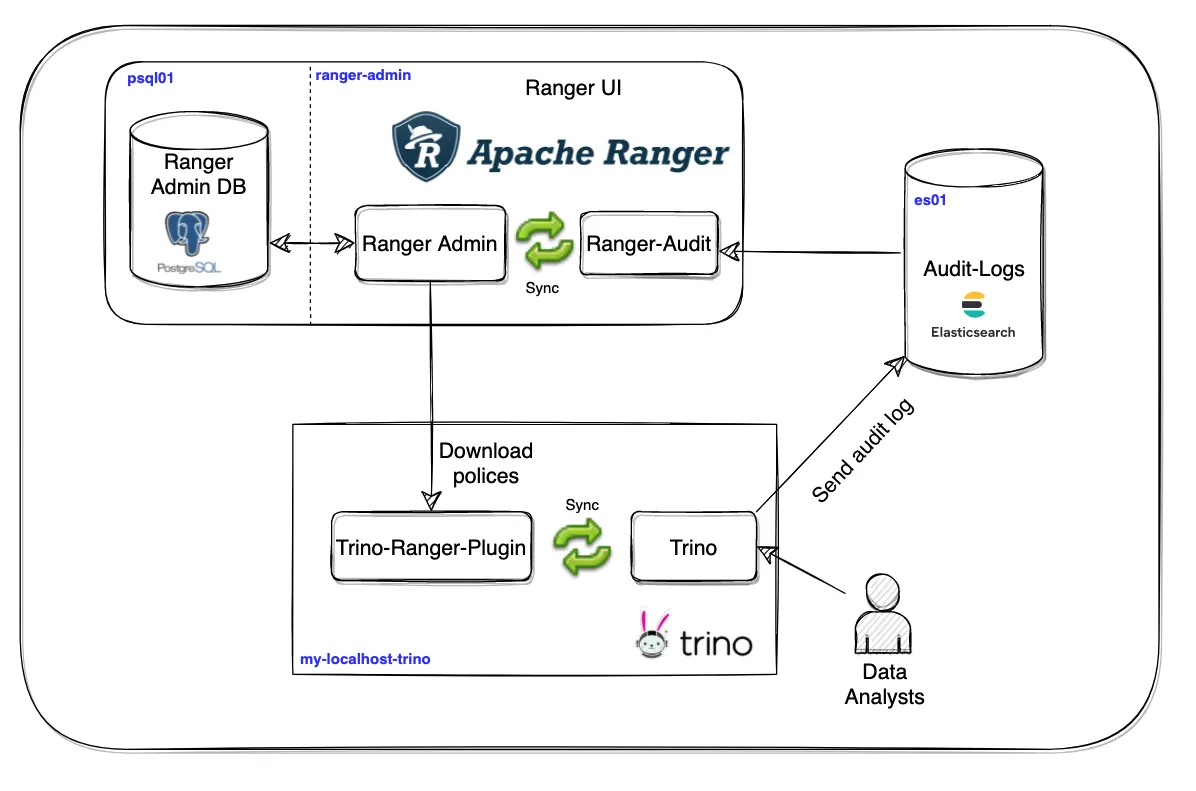 psql01
ranger-admin
Ranger UI
Ranger
Admin DB
PostgreSQL
R
Apache Ranger
Ranger Admin
Sync
Ranger-Audit
es01
Audit-Logs
Elasticsearch
Download
polices
Send audit log
Trino-Ranger-Plugin
Sync
Trino
trino
my-localhost-trino
Data
Analysts